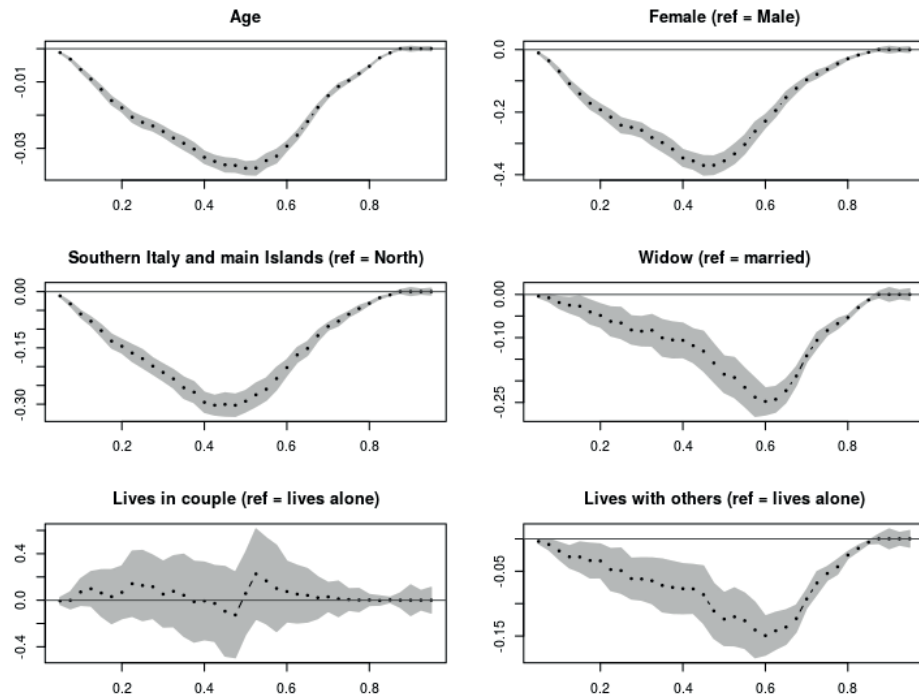 Age
-0.01
-0.03
0.2 0.4 0.6 0.8
Female (ref = Male)
0.0
-0.2
-0.4
0.2 0.4 0.6 0.8
Southern Italy and main Islands (ref = North)
0.00
-0.15
-0.30
0.2 0.4 0.6 0.8
Widow (ref = married)
0.00
-0.10
-0.25
0.2 0.4 0.6 0.8
Lives in couple (ref = lives alone)
0.4
0.0
-0.4
0.2 0.4 0.6 0.8
Lives with others (ref = lives alone)
-0.05
-0.15
0.2 0.4 0.6 0.8